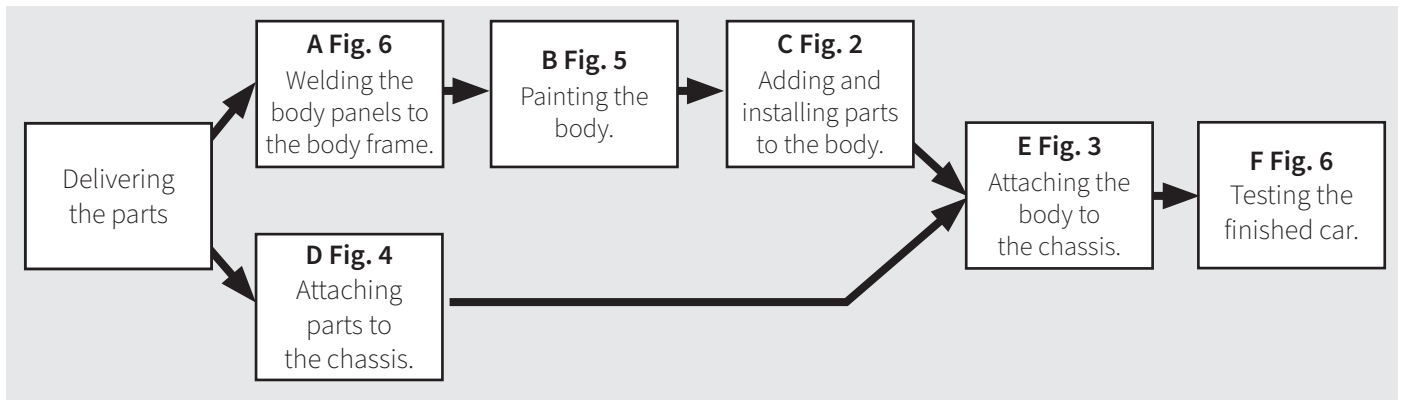 Delivering
the parts
A Fig. 6
Welding the
body panels to
the body frame.
B Fig. 5
Painting the
body.
C Fig. 2
Adding and
installing parts
to the body.
D Fig. 4
Attaching
parts to
the chassis.
E Fig. 3
Attaching the
body to
the chassis.
F Fig. 6
Testing the
finished car.